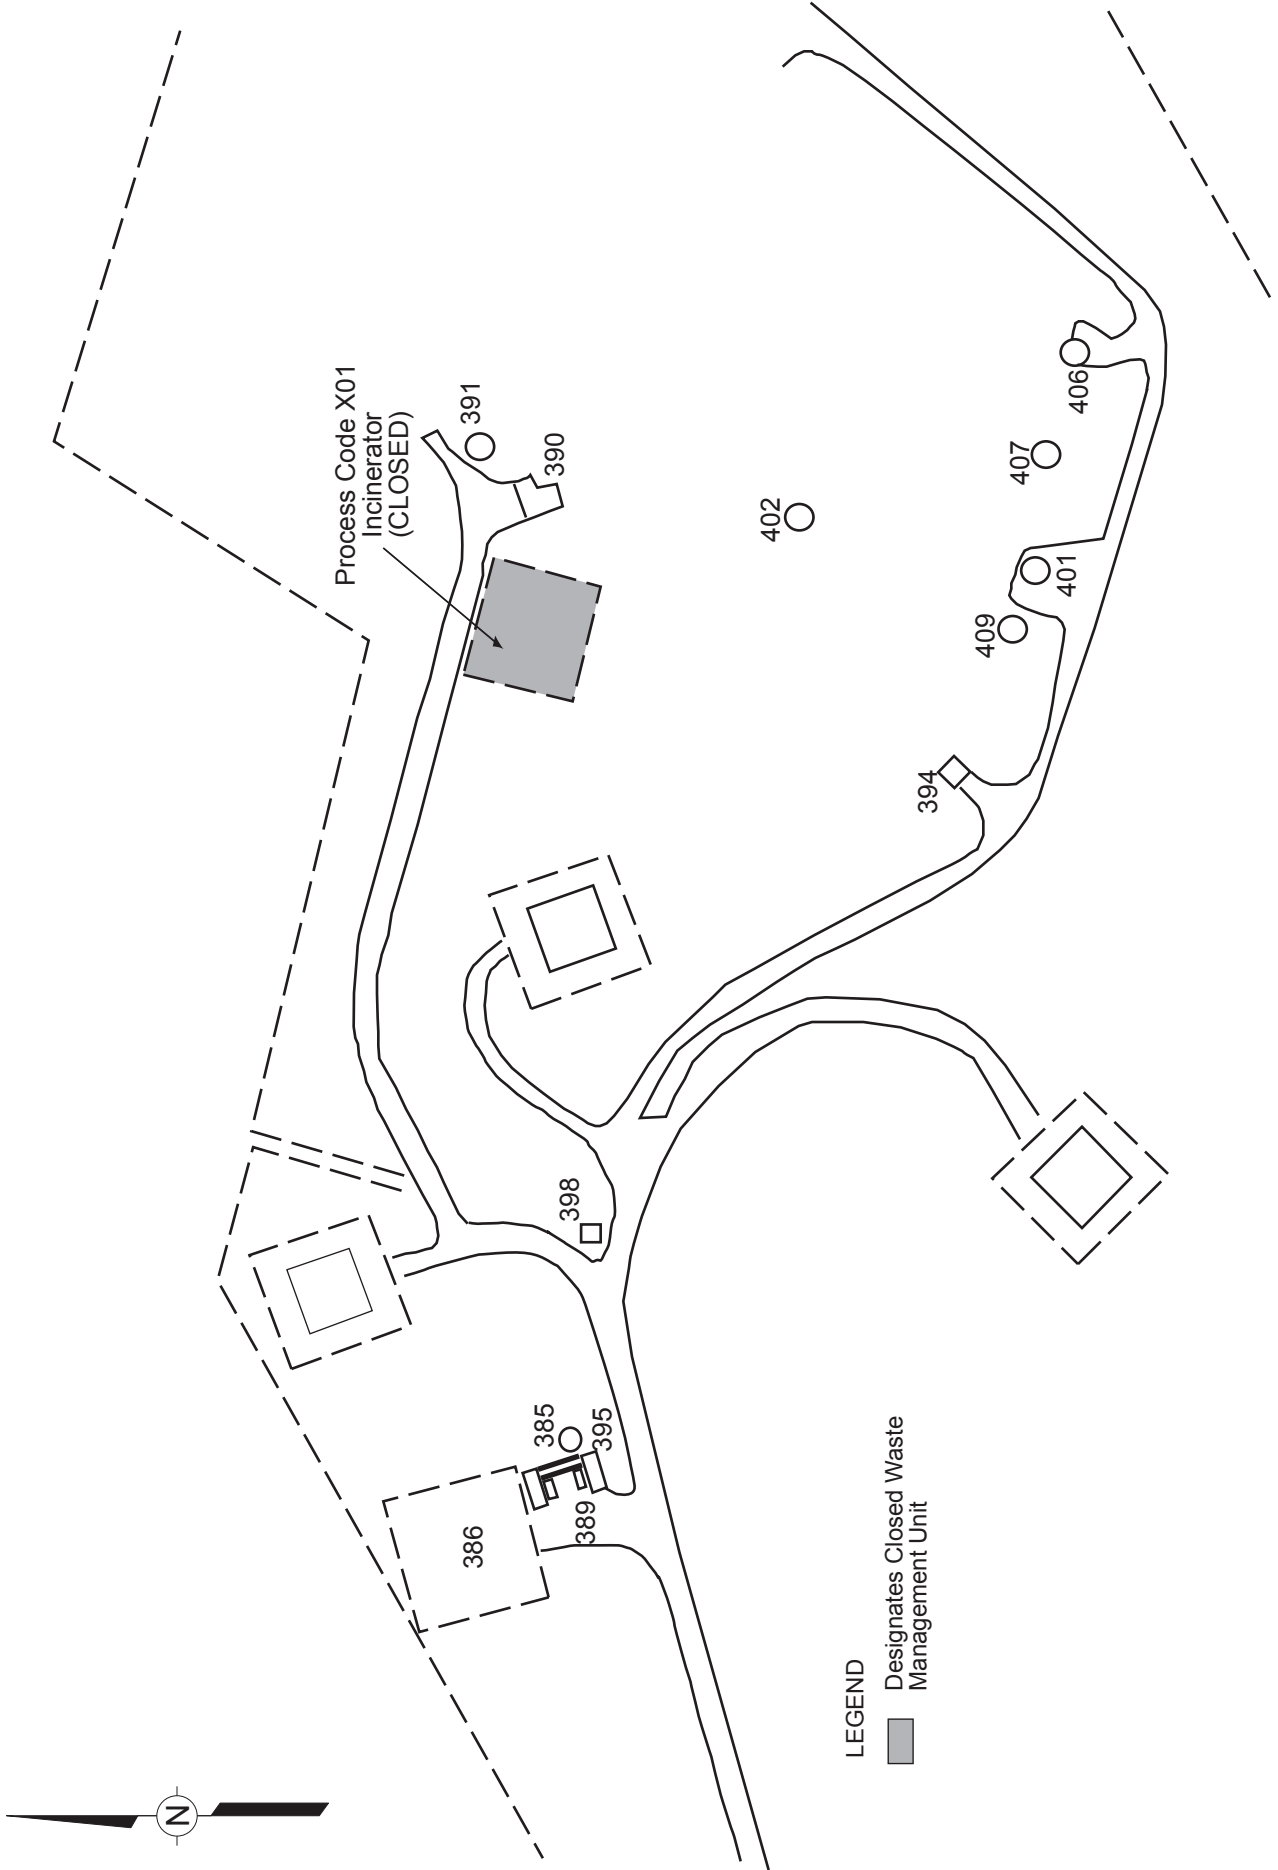 N
Process Code X01
Incinerator
(CLOSED)
391
390
402
407
406
401
409
394
398
385
395
386
389
LEGEND
Designates Closed Waste
Management Unit